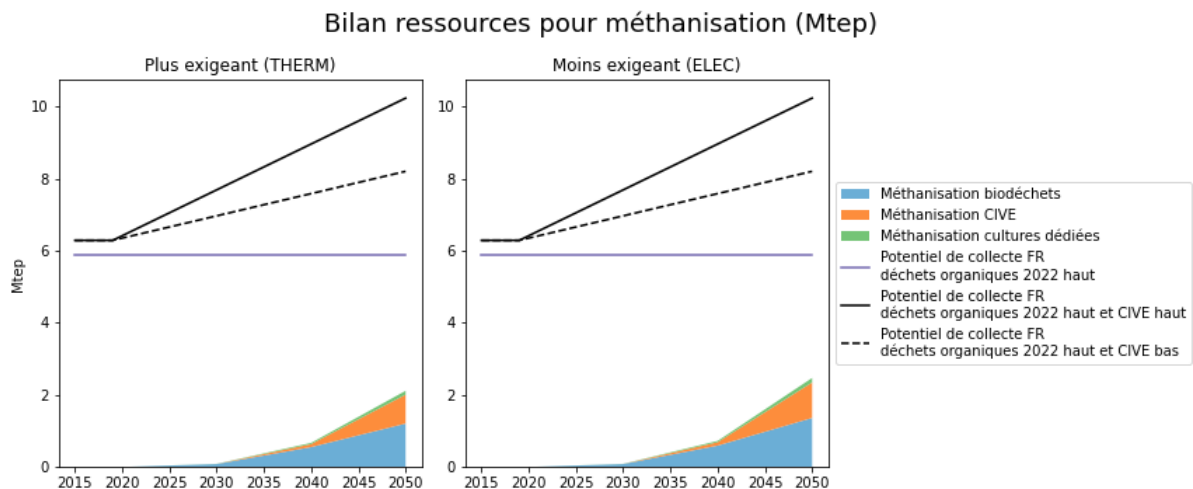 Bilan ressources pour méthanisation (Mtep)
Plus exigeant (THERM)
Moins exigeant (ELEC)
Mtep
10
8
6
4
2
0
2015 2020 2025 2030 2035 2040 2045 2050
10
8
6
4
2
0
2015 2020 2025 2030 2035 2040 2045 2050
Méthanisation biodéchets
Méthanisation CIVE
Méthanisation cultures dédiées
Potentiel de collecte FR
déchets organiques 2022 haut
Potentiel de collecte FR
déchets organiques 2022 haut et CIVE haut
Potentiel de collecte FR
déchets organiques 2022 haut et CIVE bas